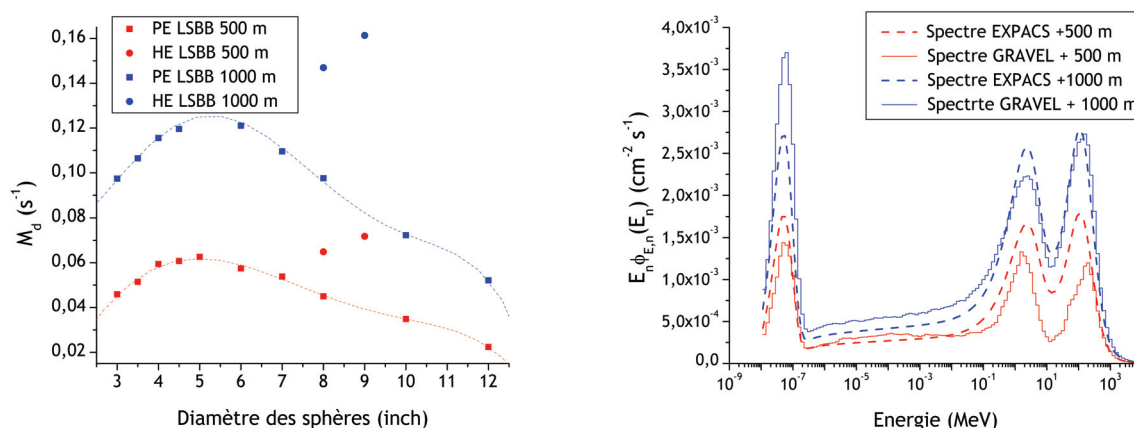 PE LSBB 500 m
HE LSBB 500 m
PE LSBB 1000 m
HE LSBB 1000 m
0,16
0,14
0,12
0,10
0,08
0,06
0,04
0,02
M_d (s⁻¹)
3 4 5 6 7 8 9 10 11 12
Diamètre des sphères (inch)
Spectre EXPACS +500 m
Spectre GRAVEL + 500 m
Spectre EXPACS +1000 m
Spectrte GRAVEL + 1000 m
4,0x10⁻³
3,5x10⁻³
3,0x10⁻³
2,5x10⁻³
2,0x10⁻³
1,5x10⁻³
1,0x10⁻³
5,0x10⁻⁴
0,0
EₙϕE,n(Eₙ) (cm⁻² s⁻¹)
10⁻⁹ 10⁻⁷ 10⁻⁵ 10⁻³ 10⁻¹ 10¹ 10³
Energie (MeV)